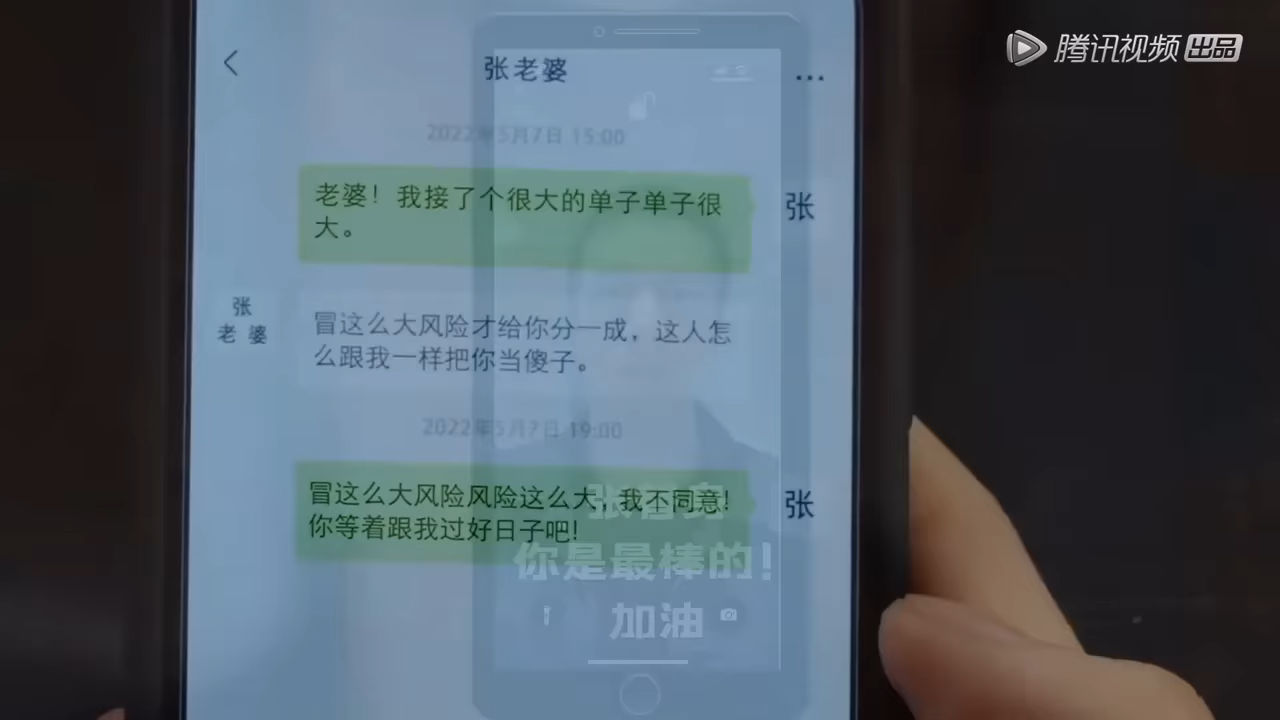 腾讯视频 出品
张老婆
2022年5月7日 15:00
老婆！我接了个很大的单子单子很
大。
张
张
老 婆
冒这么大风险才给你分一成，这人怎
么跟我一样把你当傻子。
2022年5月7日 19:00
冒这么大风险风险这么大，我不同意!
你等着跟我过好日子吧!
张
你是最棒的！
加油